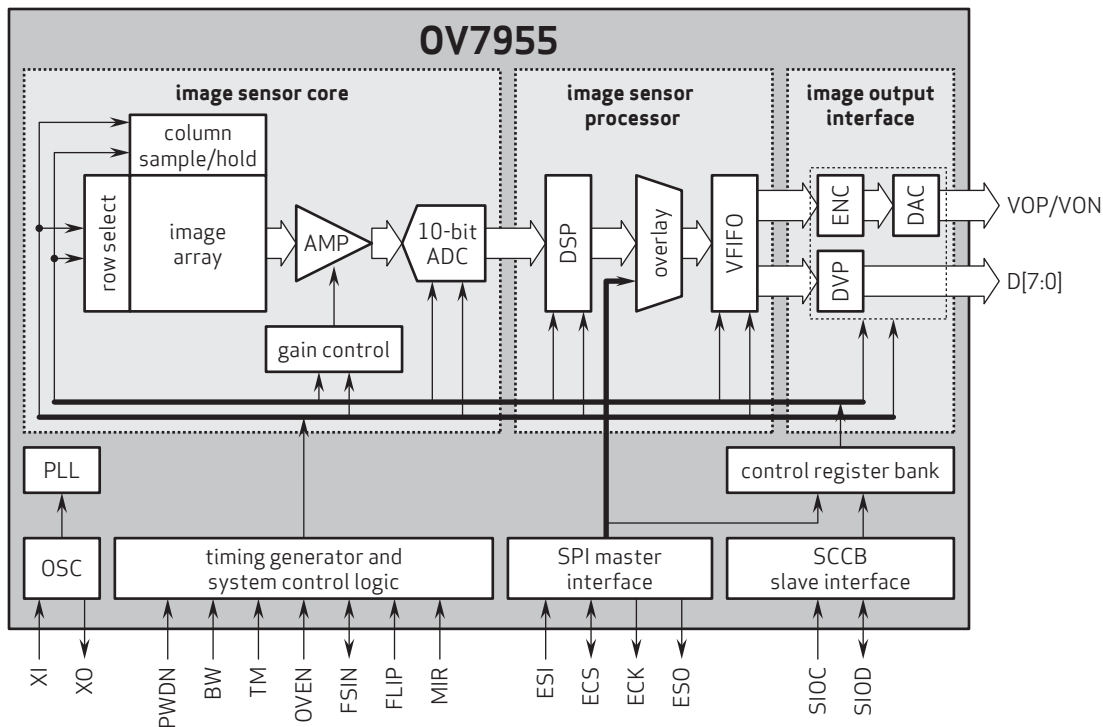 OV7955
image sensor core
image sensor
processor
image output
interface
column
sample/hold
row select
image
array
AMP
10-bit
ADC
DSP
overlay
VFIFO
ENC
DAC
VOP/VON
DVP
D[7:0]
gain control
PLL
control register bank
OSC
timing generator and
system control logic
SPI master
interface
SCCB
slave interface
XI
XO
PWDN
BW
TM
OVEN
FSIN
FLIP
MIR
ESI
ECS
ECK
ESO
SIOC
SIOD